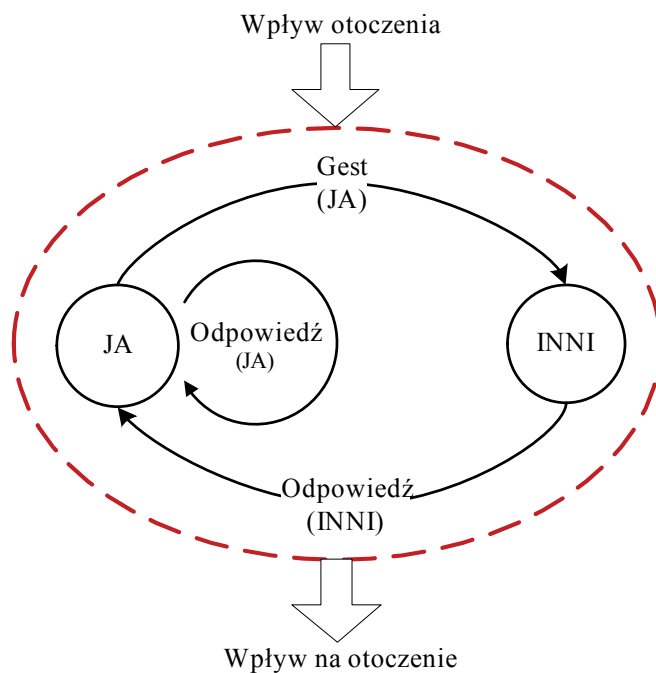 Wpływ otoczenia
Gest
(JA)
JA
Odpowiedź
(JA)
INNI
Odpowiedź
(INNI)
Wpływ na otoczenie